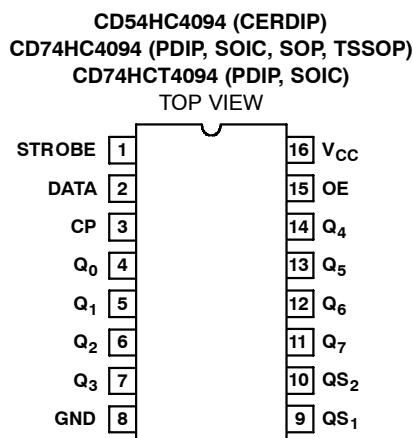 CD54HC4094 (CERDIP)
CD74HC4094 (PDIP, SOIC, SOP, TSSOP)
CD74HCT4094 (PDIP, SOIC)
TOP VIEW
STROBE 1 16 VCC
DATA 2 15 OE
CP 3 14 Q4
Q0 4 13 Q5
Q1 5 12 Q6
Q2 6 11 Q7
Q3 7 10 QS2
GND 8 9 QS1